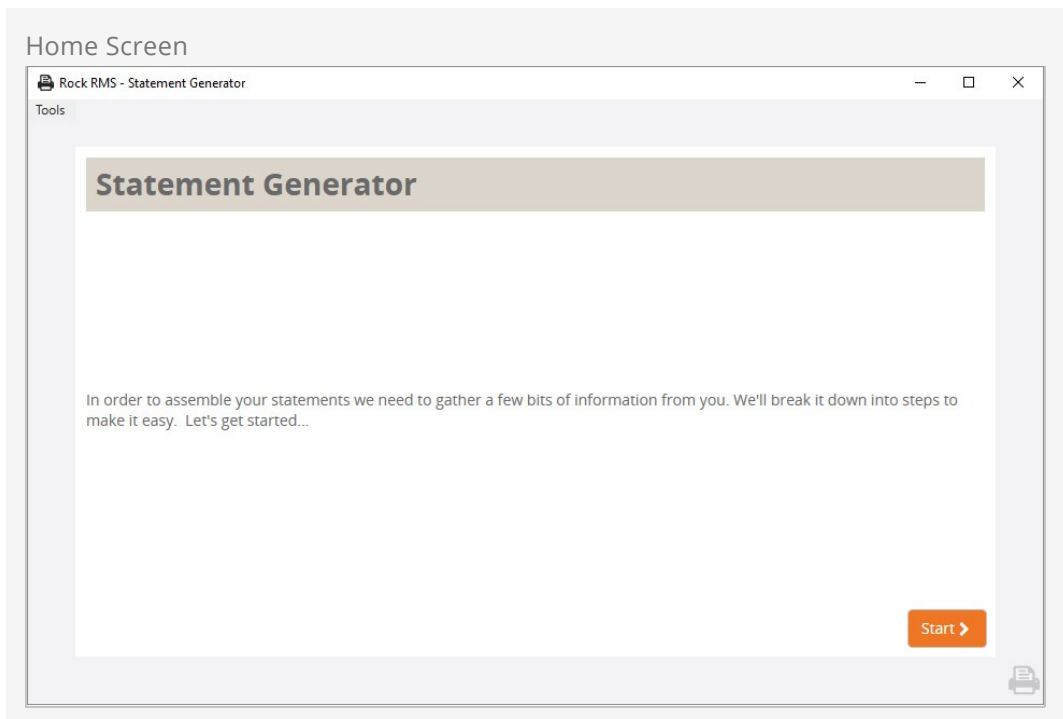 Home Screen
Rock RMS - Statement Generator
Tools
Statement Generator
In order to assemble your statements we need to gather a few bits of information from you. We'll break it down into steps to
make it easy.  Let's get started...
Start